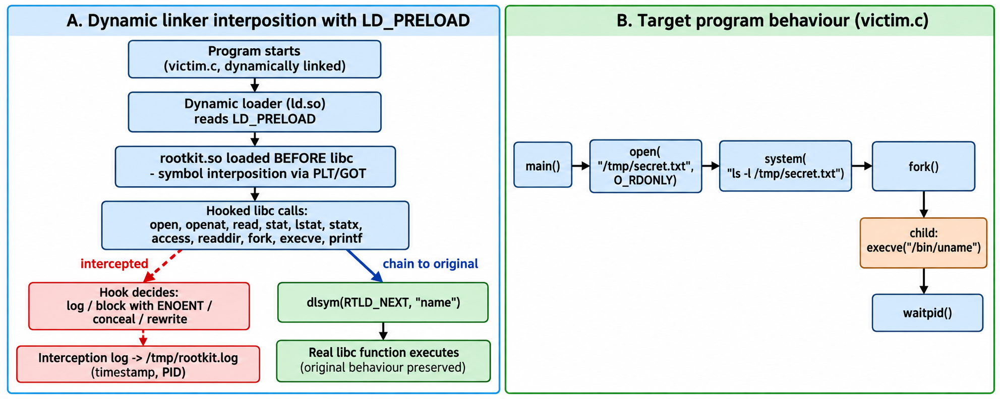 A. Dynamic linker interposition with LD_PRELOAD
Program starts
(victim.c, dynamically linked)
Dynamic loader (ld.so)
reads LD_PRELOAD
rootkit.so loaded BEFORE libc
- symbol interposition via PLT/GOT
Hooked libc calls:
open, openat, read, stat, lstat, statx,
access, readdir, fork, execve, printf
intercepted
chain to original
Hook decides:
log / block with ENOENT /
conceal / rewrite
dlsym(RTLD_NEXT, "name")
Interception log -> /tmp/rootkit.log
(timestamp, PID)
Real libc function executes
(original behaviour preserved)
B. Target program behaviour (victim.c)
main()
open(
"/tmp/secret.txt",
O_RDONLY)
system(
"ls -l /tmp/secret.txt")
fork()
child:
execve("/bin/uname")
waitpid()